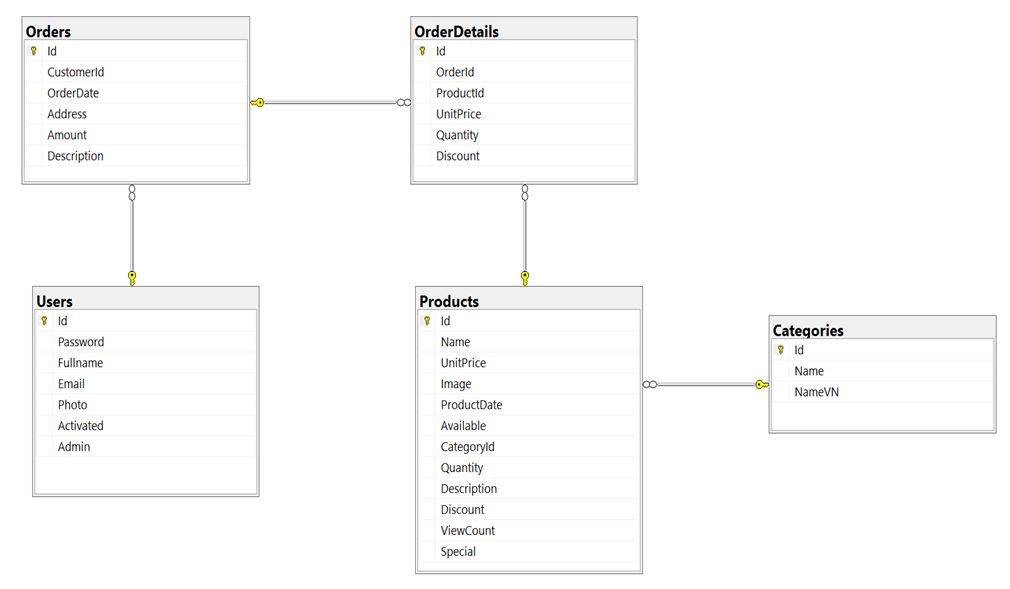 Orders
Id
CustomerId
OrderDate
Address
Amount
Description
OrderDetails
Id
OrderId
ProductId
UnitPrice
Quantity
Discount
Users
Id
Password
Fullname
Email
Photo
Activated
Admin
Products
Id
Name
UnitPrice
Image
ProductDate
Available
CategoryId
Quantity
Description
Discount
ViewCount
Special
Categories
Id
Name
NameVN